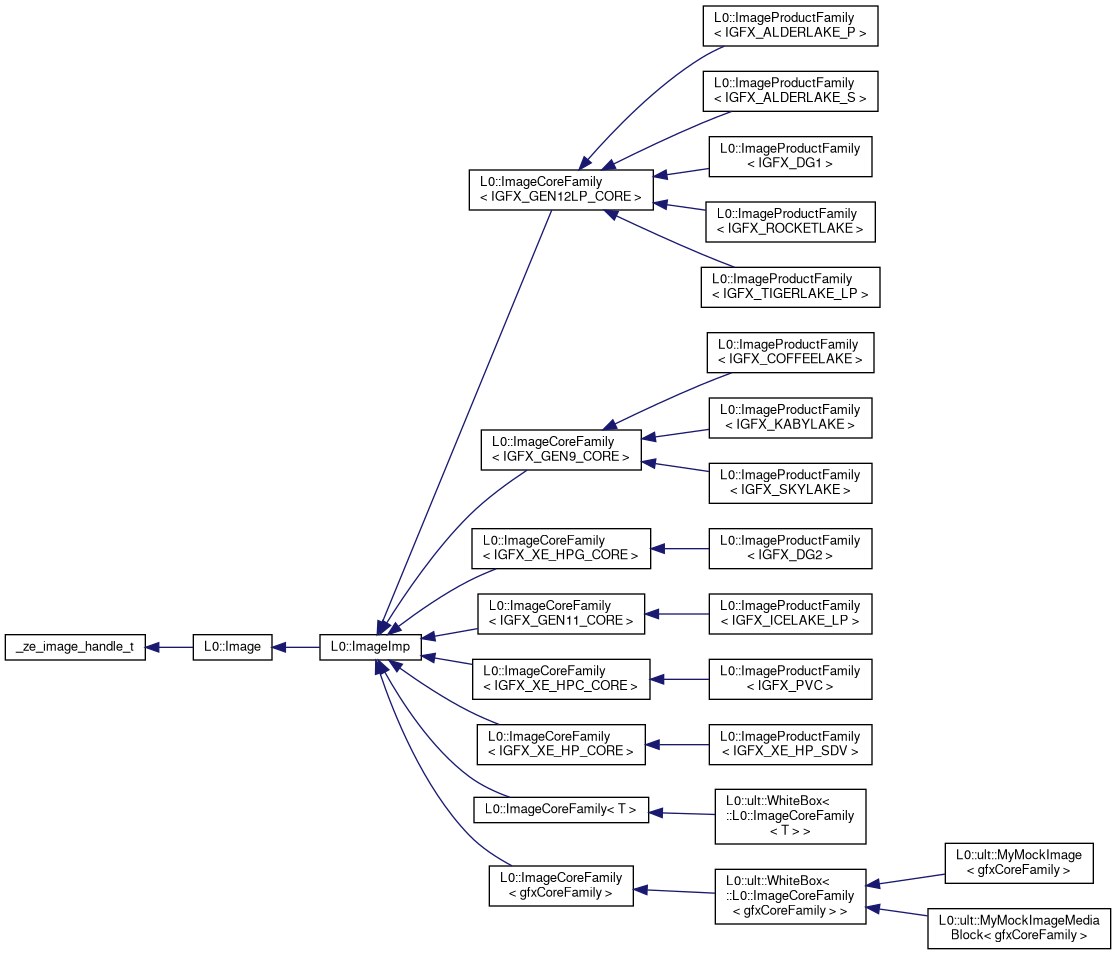 L0::ImageProductFamily
< IGFX_ALDERLAKE_P >
L0::ImageProductFamily
< IGFX_ALDERLAKE_S >
L0::ImageProductFamily
< IGFX_DG1 >
L0::ImageCoreFamily
< IGFX_GEN12LP_CORE >
L0::ImageProductFamily
< IGFX_ROCKETLAKE >
L0::ImageProductFamily
< IGFX_TIGERLAKE_LP >
L0::ImageProductFamily
< IGFX_COFFEELAKE >
L0::ImageProductFamily
< IGFX_KABYLAKE >
L0::ImageCoreFamily
< IGFX_GEN9_CORE >
L0::ImageProductFamily
< IGFX_SKYLAKE >
L0::ImageCoreFamily
< IGFX_XE_HPG_CORE >
L0::ImageProductFamily
< IGFX_DG2 >
L0::ImageCoreFamily
< IGFX_GEN11_CORE >
L0::ImageProductFamily
< IGFX_ICELAKE_LP >
_ze_image_handle_t
L0::Image
L0::ImageImp
L0::ImageCoreFamily
< IGFX_XE_HPC_CORE >
L0::ImageProductFamily
< IGFX_PVC >
L0::ImageCoreFamily
< IGFX_XE_HP_CORE >
L0::ImageProductFamily
< IGFX_XE_HP_SDV >
L0::ImageCoreFamily< T >
L0::ult::WhiteBox<
::L0::ImageCoreFamily
< T > >
L0::ImageCoreFamily
< gfxCoreFamily >
L0::ult::WhiteBox<
::L0::ImageCoreFamily
< gfxCoreFamily > >
L0::ult::MyMockImage
< gfxCoreFamily >
L0::ult::MyMockImageMedia
Block< gfxCoreFamily >